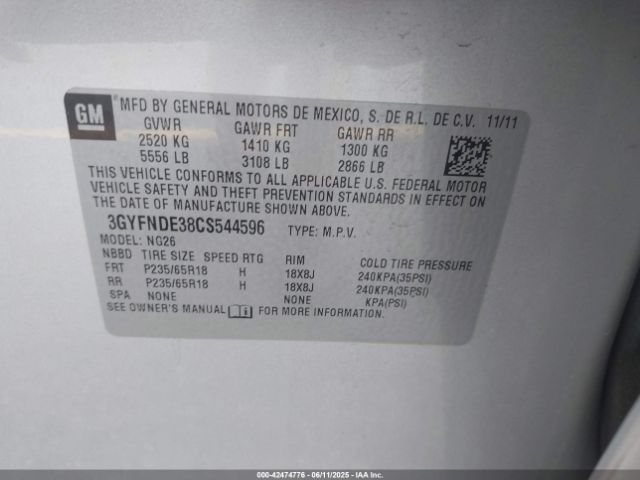 GM
MFD BY GENERAL MOTORS DE MEXICO, S. DE R.L. DE C.V. 11/11
GVWR GAWR FRT GAWR RR
2520 KG 1410 KG 1300 KG
5556 LB 3108 LB 2866 LB
THIS VEHICLE CONFORMS TO ALL APPLICABLE U.S. FEDERAL MOTOR
VEHICLE SAFETY AND THEFT PREVENTION STANDARDS IN EFFECT ON
THE DATE OF MANUFACTURE SHOWN ABOVE.
3GYFNDE38CS544596 TYPE: M.P.V.
MODEL: NG26
NBBD TIRE SIZE SPEED RTG RIM COLD TIRE PRESSURE
FRT P235/65R18 H 18X8J 240KPA(35PSI)
RR P235/65R18 H 18X8J 240KPA(35PSI)
SPA NONE NONE KPA(PSI)
SEE OWNER'S MANUAL FOR MORE INFORMATION.
000-42474776 - 06/11/2025 - IAAI.com